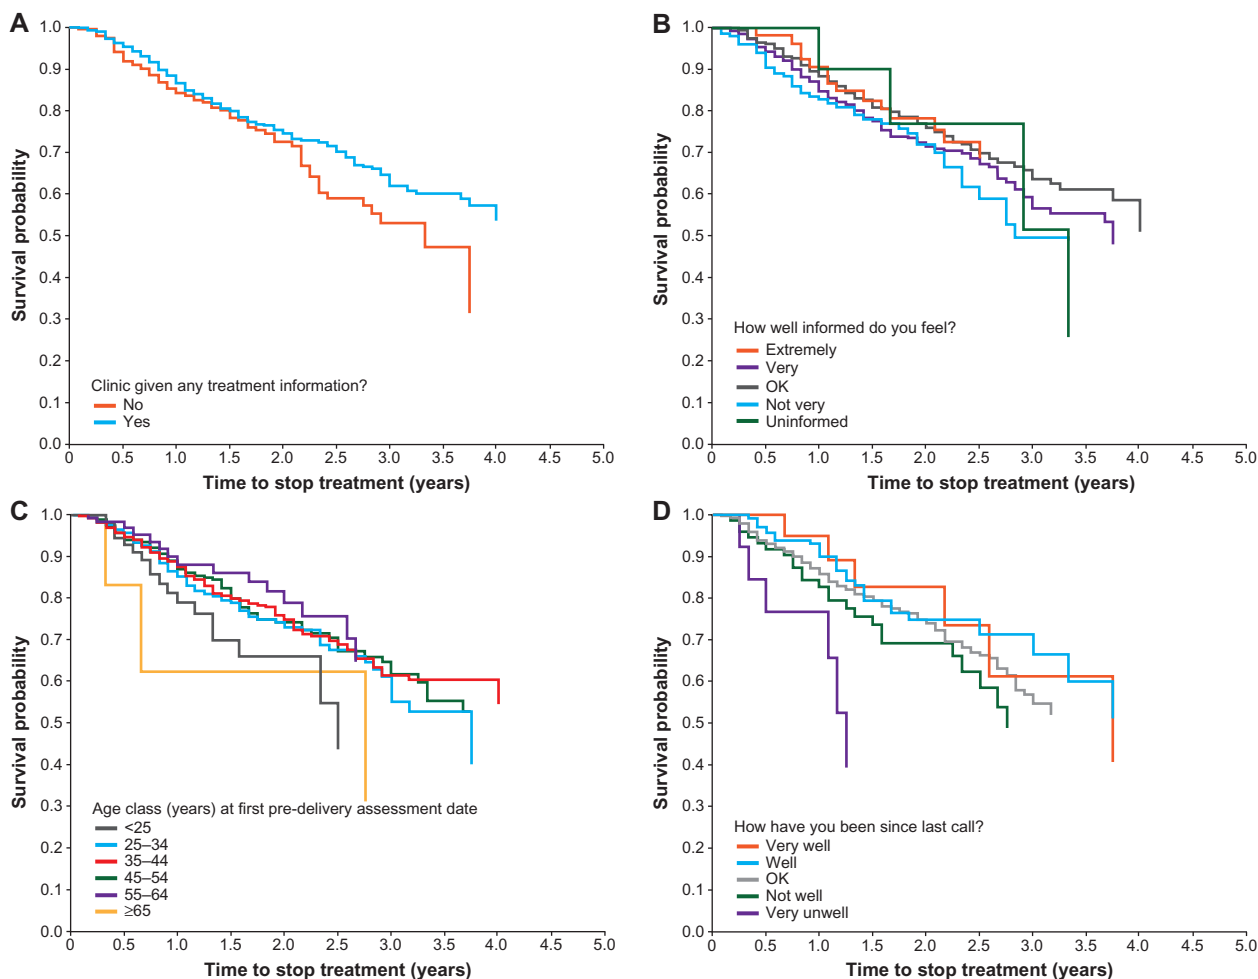 A
Survival probability
1.0
0.9
0.8
0.7
0.6
0.5
0.4
0.3
0.2
0.1
0.0
Clinic given any treatment information?
No
Yes
0 0.5 1.0 1.5 2.0 2.5 3.0 3.5 4.0 4.5 5.0
Time to stop treatment (years)
B
Survival probability
1.0
0.9
0.8
0.7
0.6
0.5
0.4
0.3
0.2
0.1
0.0
How well informed do you feel?
Extremely
Very
OK
Not very
Uninformed
0 0.5 1.0 1.5 2.0 2.5 3.0 3.5 4.0 4.5 5.0
Time to stop treatment (years)
C
Survival probability
1.0
0.9
0.8
0.7
0.6
0.5
0.4
0.3
0.2
0.1
0.0
Age class (years) at first pre-delivery assessment date
<25
25–34
35–44
45–54
55–64
≥65
0 0.5 1.0 1.5 2.0 2.5 3.0 3.5 4.0 4.5 5.0
Time to stop treatment (years)
D
Survival probability
1.0
0.9
0.8
0.7
0.6
0.5
0.4
0.3
0.2
0.1
0.0
How have you been since last call?
Very well
Well
OK
Not well
Very unwell
0 0.5 1.0 1.5 2.0 2.5 3.0 3.5 4.0 4.5 5.0
Time to stop treatment (years)